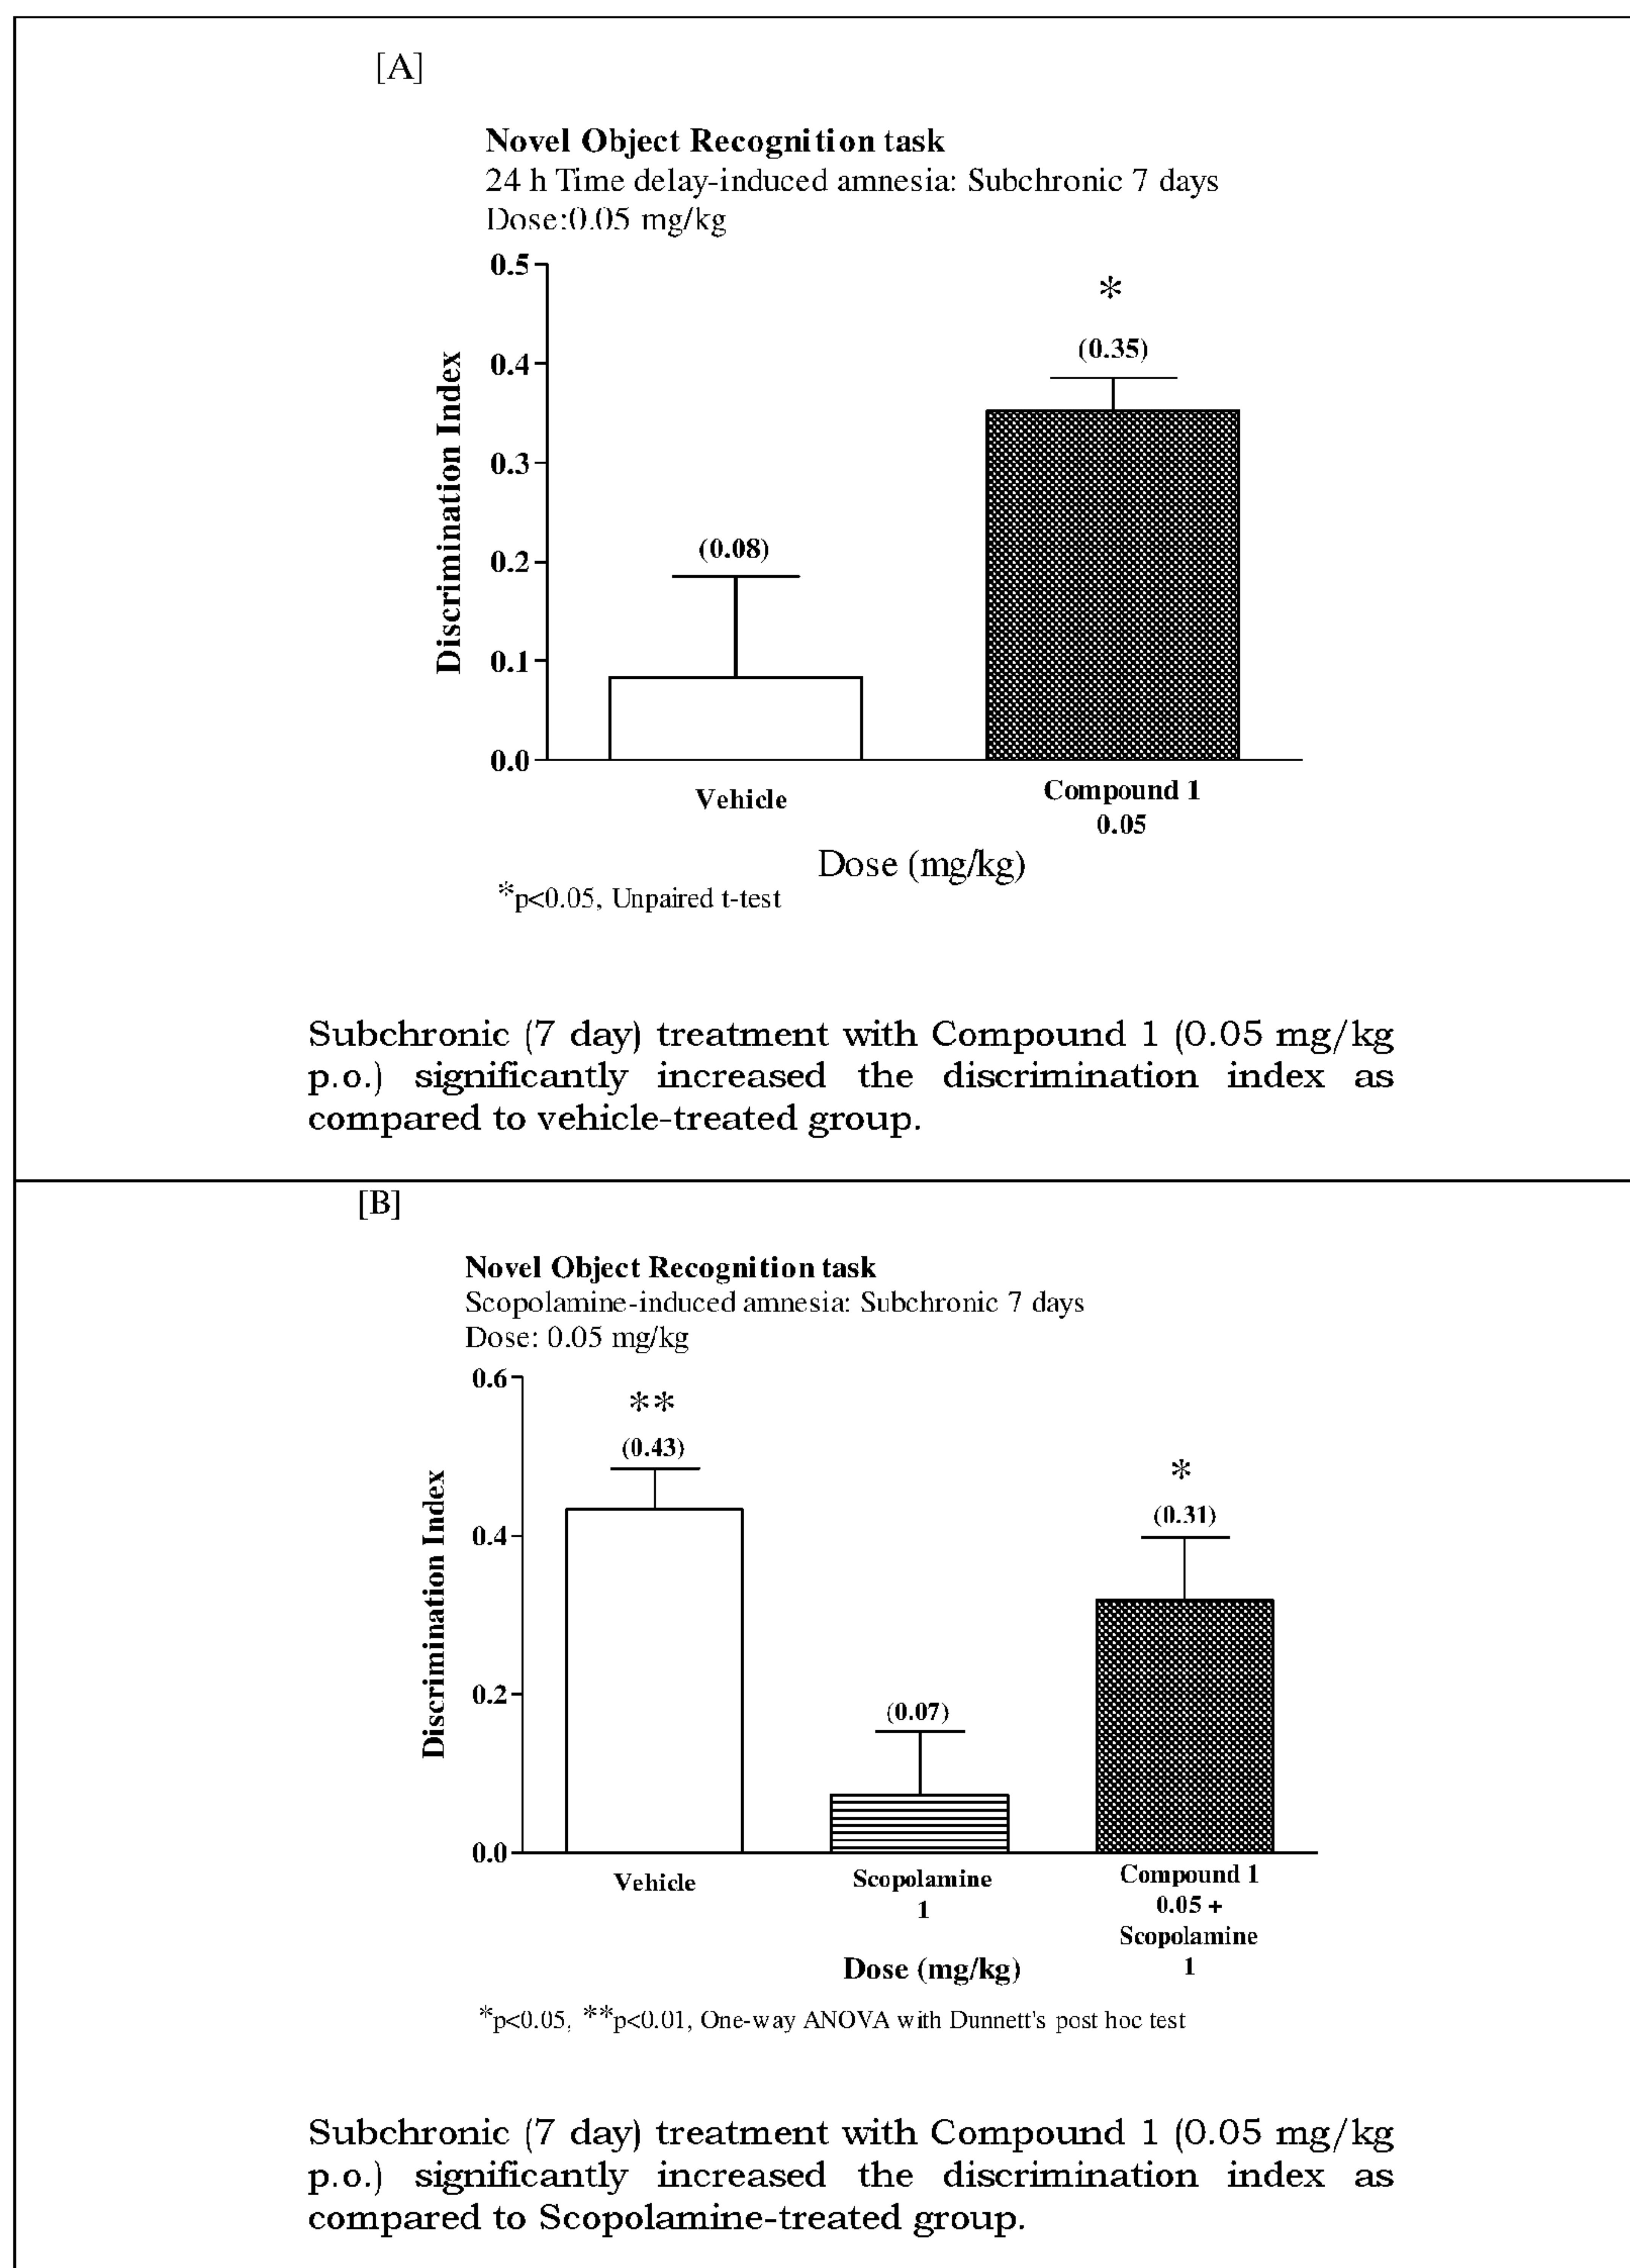 [A]
Novel Object Recognition task
24 h Time delay-induced amnesia: Subchronic 7 days
Dose:0.05 mg/kg
0.5
0.4
0.3
0.2
0.1
0.0
Discrimination Index
*
(0.35)
(0.08)
Vehicle
Compound 1
0.05
Dose (mg/kg)
*p<0.05, Unpaired t-test
Subchronic (7 day) treatment with Compound 1 (0.05 mg/kg
p.o.) significantly increased the discrimination index as
compared to vehicle-treated group.
[B]
Novel Object Recognition task
Scopolamine-induced amnesia: Subchronic 7 days
Dose: 0.05 mg/kg
0.6
0.4
0.2
0.0
Discrimination Index
**
(0.43)
(0.07)
*
(0.31)
Vehicle
Scopolamine
1
Compound 1
0.05 +
Scopolamine
1
Dose (mg/kg)
*p<0.05, **p<0.01, One-way ANOVA with Dunnett's post hoc test
Subchronic (7 day) treatment with Compound 1 (0.05 mg/kg
p.o.) significantly increased the discrimination index as
compared to Scopolamine-treated group.